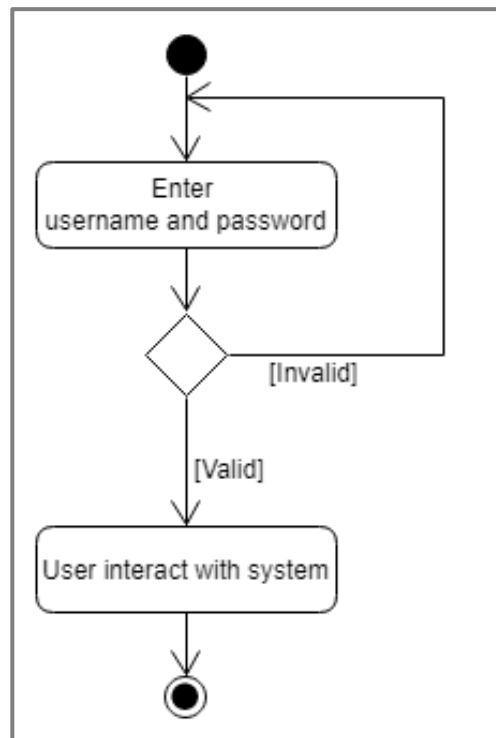 Enter
username and password
[Invalid]
[Valid]
User interact with system